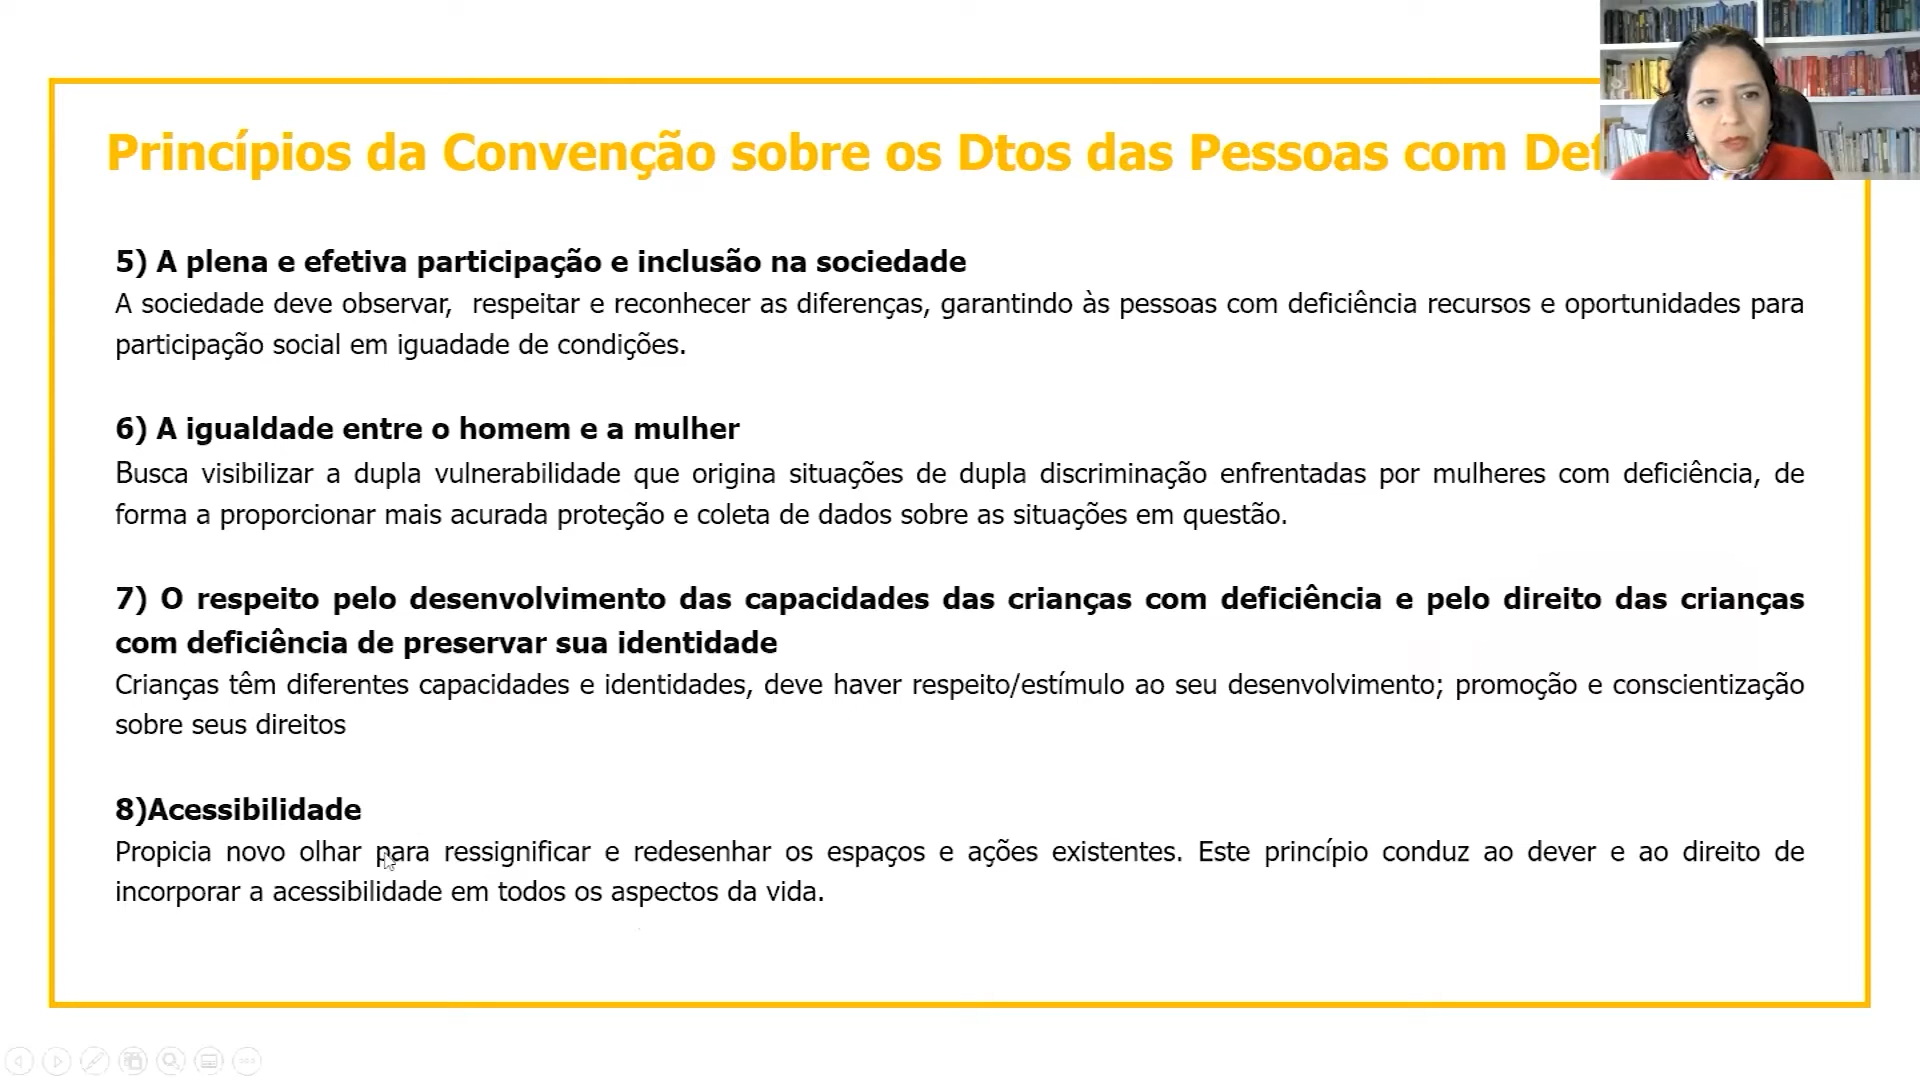 Princípios da Convenção sobre os Dtos das Pessoas com
5) A plena e efetiva participação e inclusão na sociedade
A sociedade deve observar, respeitar e reconhecer as diferenças, garantindo às pessoas com deficiência recursos e oportunidades para
participação social em iguadade de condições.
6) A igualdade entre o homem e a mulher
Busca visibilizar a dupla vulnerabilidade que origina situações de dupla discriminação enfrentadas por mulheres com deficiência, de
forma a proporcionar mais acurada proteção e coleta de dados sobre as situações em questão.
7) O respeito pelo desenvolvimento das capacidades das crianças com deficiência e pelo direito das crianças
com deficiência de preservar sua identidade
Crianças têm diferentes capacidades e identidades, deve haver respeito/estímulo ao seu desenvolvimento; promoção e conscientização
sobre seus direitos
8)Acessibilidade
Propicia novo olhar para ressignificar e redesenhar os espaços e ações existentes. Este princípio conduz ao dever e ao direito de
incorporar a acessibilidade em todos os aspectos da vida.